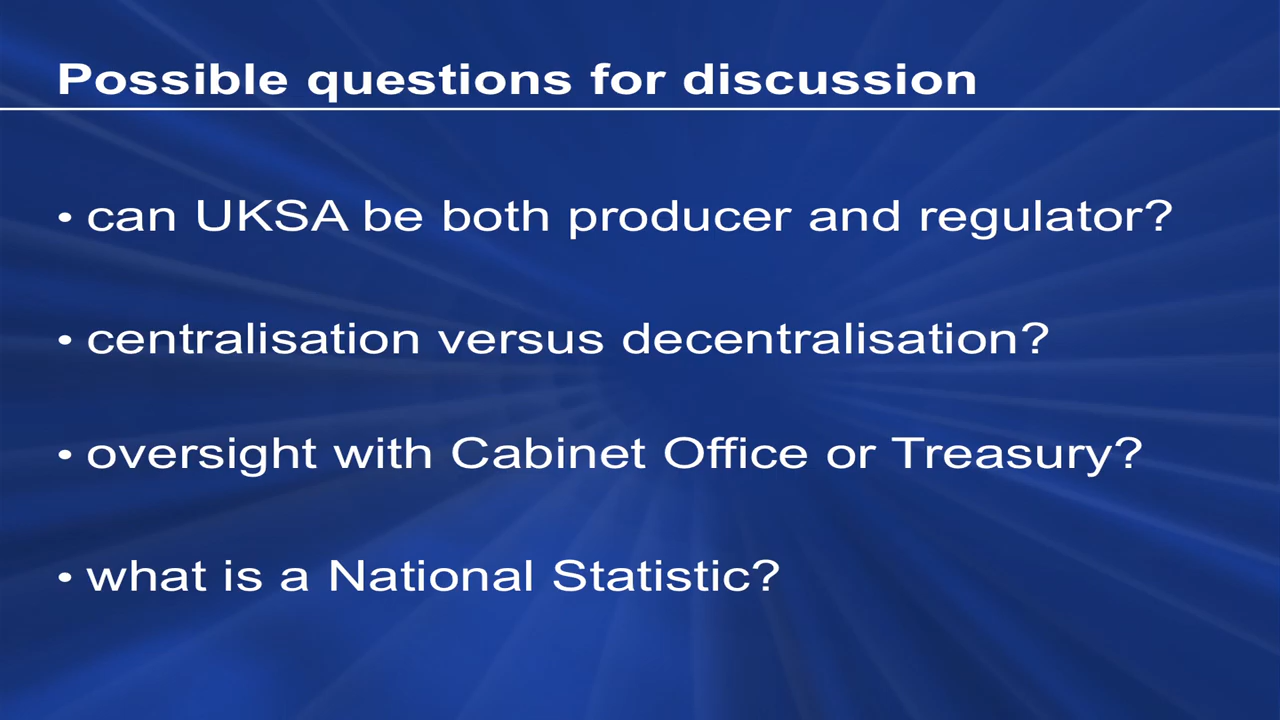 Possible questions for discussion
• can UKSA be both producer and regulator?
• centralisation versus decentralisation?
• oversight with Cabinet Office or Treasury?
• what is a National Statistic?